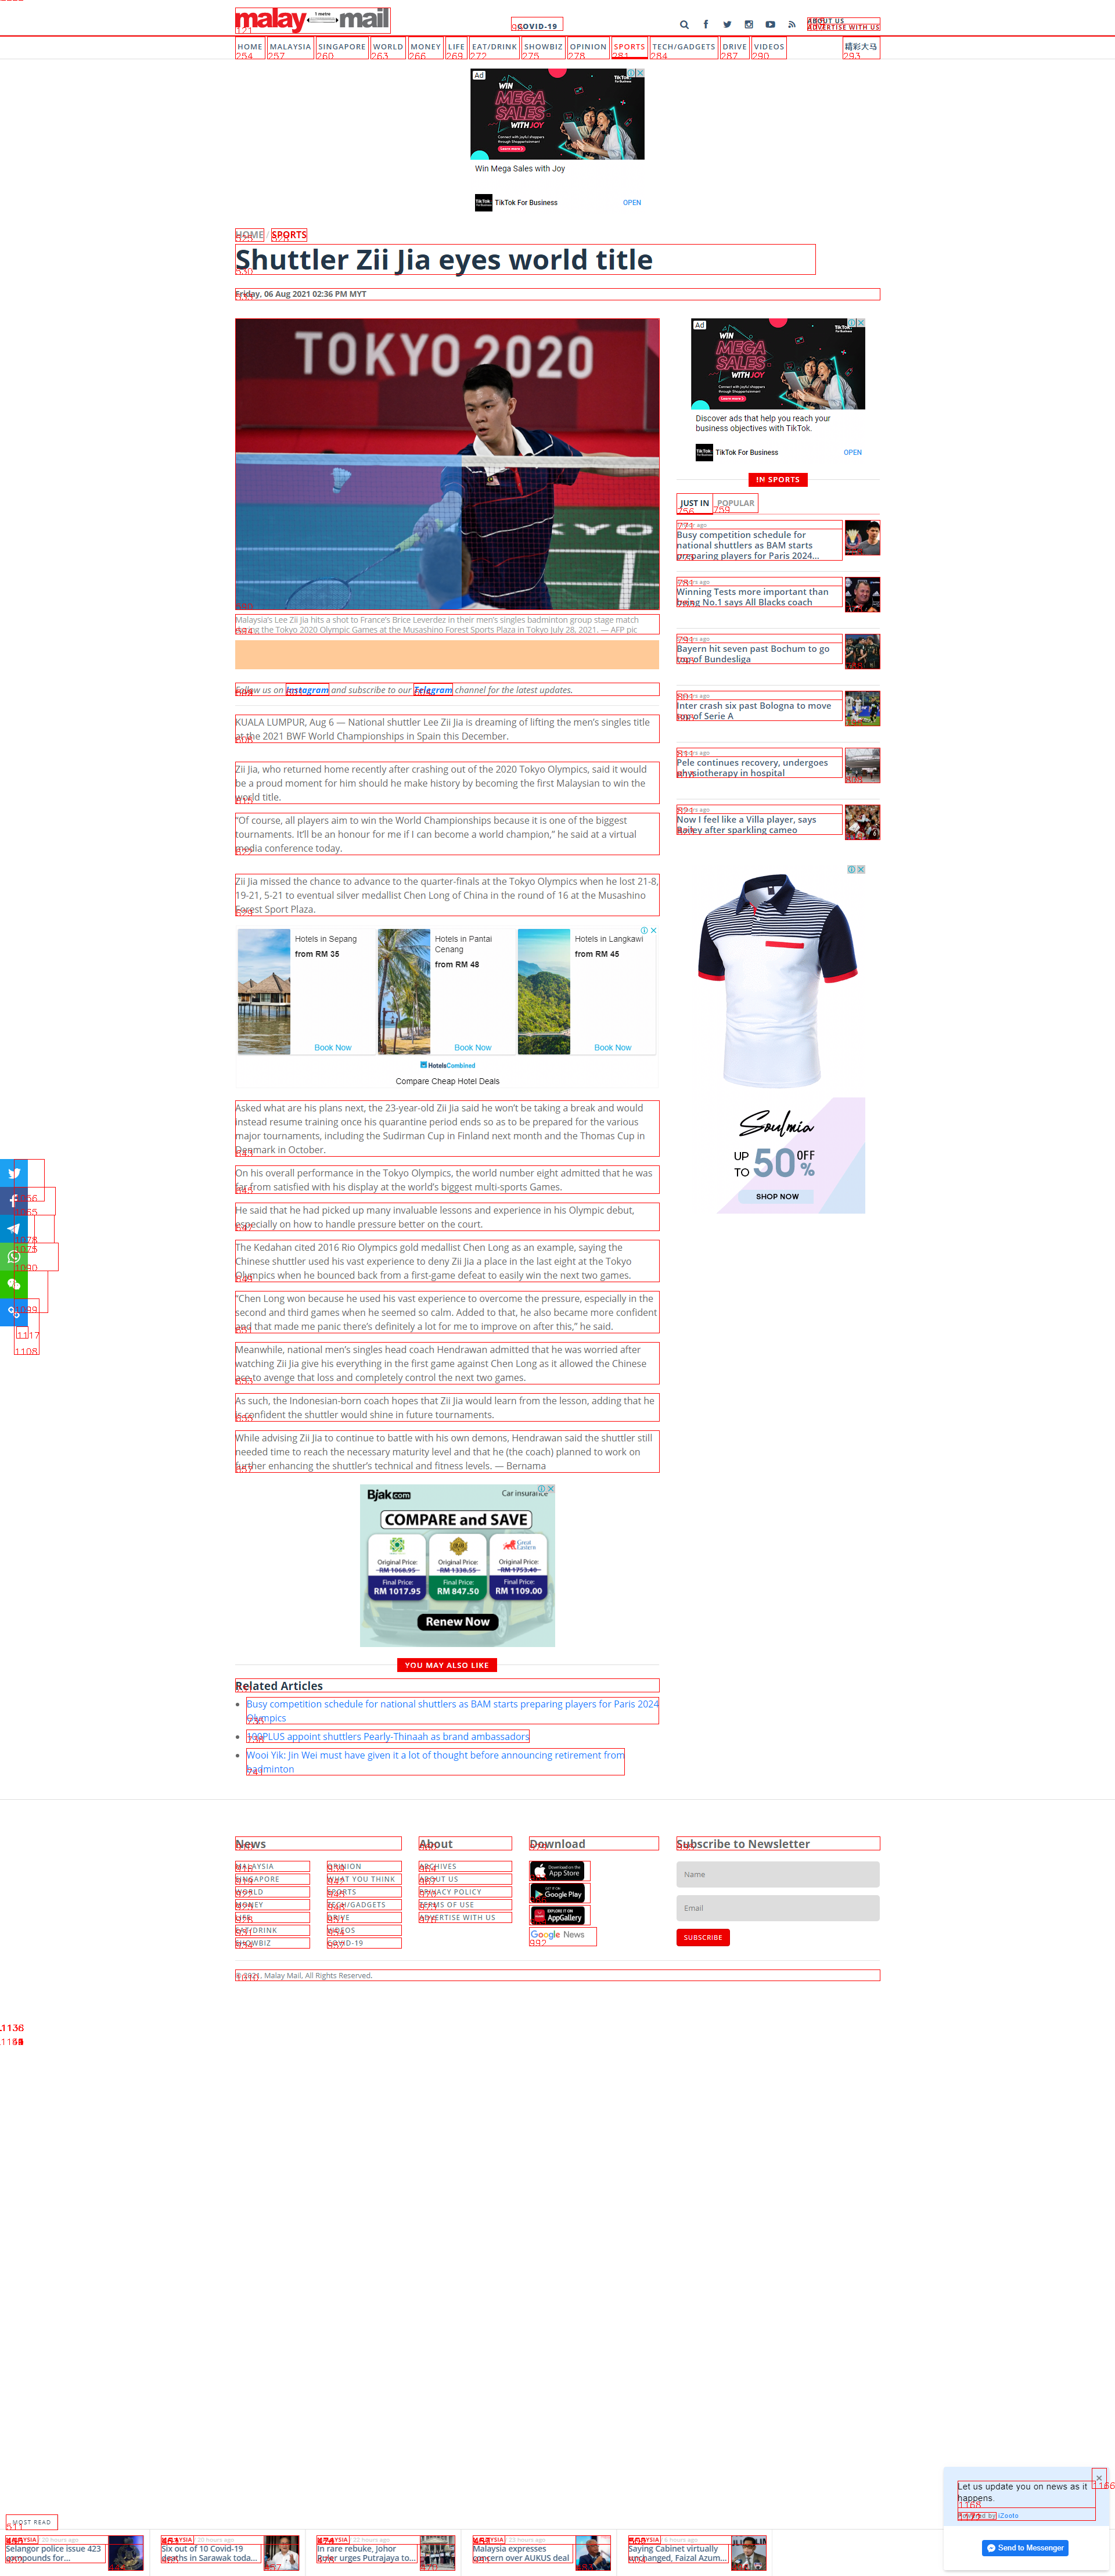 malay mail
COVID-19
ABOUT US
ADVERTISE WITH US
HOME MALAYSIA SINGAPORE WORLD MONEY LIFE EAT/DRINK SHOWBIZ OPINION SPORTS TECH/GADGETS DRIVE VIDEOS 精彩大马
Ad
WIN MEGA SALES WITH JOY
Win Mega Sales with Joy
TikTok For Business OPEN
HOME / SPORTS
Shuttler Zii Jia eyes world title
Friday, 06 Aug 2021 02:36 PM MYT
TOKYO 2020
Malaysia's Lee Zii Jia hits a shot to France's Brice Leverdez in their men's singles badminton group stage match
during the Tokyo 2020 Olympic Games at the Musashino Forest Sports Plaza in Tokyo July 28, 2021. — AFP pic
Follow us on Instagram and subscribe to our Telegram channel for the latest updates.
KUALA LUMPUR, Aug 6 — National shuttler Lee Zii Jia is dreaming of lifting the men's singles title
at the 2021 BWF World Championships in Spain this December.
Zii Jia, who returned home recently after crashing out of the 2020 Tokyo Olympics, said it would
be a proud moment for him should he make history by becoming the first Malaysian to win the
world title.
"Of course, all players aim to win the World Championships because it is one of the biggest
tournaments. It'll be an honour for me if I can become a world champion," he said at a virtual
media conference today.
Zii Jia missed the chance to advance to the quarter-finals at the Tokyo Olympics when he lost 21-8,
19-21, 5-21 to eventual silver medallist Chen Long of China in the round of 16 at the Musashino
Forest Sport Plaza.
Hotels in Sepang
from RM 35
Book Now
Hotels in Pantai
Cenang
from RM 48
Book Now
Hotels in Langkawi
from RM 45
Book Now
HotelsCombined
Compare Cheap Hotel Deals
Asked what are his plans next, the 23-year-old Zii Jia said he won't be taking a break and would
instead resume training once his quarantine period ends so as to be prepared for the various
major tournaments, including the Sudirman Cup in Finland next month and the Thomas Cup in
Denmark in October.
On his overall performance in the Tokyo Olympics, the world number eight admitted that he was
far from satisfied with his display at the world's biggest multi-sports Games.
He said that he had picked up many invaluable lessons and experience in his Olympic debut,
especially on how to handle pressure better on the court.
The Kedahan cited 2016 Rio Olympics gold medallist Chen Long as an example, saying the
Chinese shuttler used his vast experience to deny Zii Jia a place in the last eight at the Tokyo
Olympics when he bounced back from a first-game defeat to easily win the next two games.
"Chen Long won because he used his vast experience to overcome the pressure, especially in the
second and third games when he seemed so calm. Added to that, he also became more confident
and that made me panic there's definitely a lot for me to improve on after this," he said.
Meanwhile, national men's singles head coach Hendrawan admitted that he was worried after
watching Zii Jia give his everything in the first game against Chen Long as it allowed the Chinese
ace to avenge that loss and completely control the next two games.
As such, the Indonesian-born coach hopes that Zii Jia would learn from the lesson, adding that he
is confident the shuttler would shine in future tournaments.
While advising Zii Jia to continue to battle with his own demons, Hendrawan said the shuttler still
needed time to reach the necessary maturity level and that he (the coach) planned to work on
further enhancing the shuttler's technical and fitness levels. — Bernama
Bjak.com Car insurance
COMPARE and SAVE
Original Price: RM 1068.95 Final Price: RM 1017.95
Original Price: RM 1338.55 Final Price: RM 847.50
Great Eastern Original Price: RM 1753.40 Final Price: RM 1109.00
Renew Now
YOU MAY ALSO LIKE
Related Articles
Busy competition schedule for national shuttlers as BAM starts preparing players for Paris 2024
Olympics
100PLUS appoint shuttlers Pearly-Thinaah as brand ambassadors
Wooi Yik: Jin Wei must have given it a lot of thought before announcing retirement from
badminton
Ad
WIN MEGA SALES WITH JOY
Discover ads that help you reach your
business objectives with TikTok.
TikTok For Business OPEN
IN SPORTS
JUST IN POPULAR
Busy competition schedule for
national shuttlers as BAM starts
preparing players for Paris 2024...
Winning Tests more important than
being No.1 says All Blacks coach
Bayern hit seven past Bochum to go
top of Bundesliga
Inter crash six past Bologna to move
top of Serie A
Pele continues recovery, undergoes
physiotherapy in hospital
Now I feel like a Villa player, says
Bailey after sparkling cameo
Soulmia
UP TO 50% OFF
SHOP NOW
News
MALAYSIA
SINGAPORE
WORLD
MONEY
LIFE
EAT/DRINK
SHOWBIZ
OPINION
WHAT YOU THINK
SPORTS
TECH/GADGETS
DRIVE
VIDEOS
COVID-19
About
ARCHIVES
ABOUT US
PRIVACY POLICY
TERMS OF USE
ADVERTISE WITH US
Download
Download on the App Store
GET IT ON Google Play
EXPLORE IT ON AppGallery
Google News
Subscribe to Newsletter
Name
Email
SUBSCRIBE
© 2021, Malay Mail, All Rights Reserved.
Let us update you on news as it
happens.
Powered by iZooto
Send to Messenger
MOST READ
MALAYSIA 20 hours ago
Selangor police issue 423
compounds for...
MALAYSIA 20 hours ago
Six out of 10 Covid-19
deaths in Sarawak toda...
22 hours ago
In rare rebuke, Johor
Ruler urges Putrajaya to...
MALAYSIA 23 hours ago
Malaysia expresses
concern over AUKUS deal
MALAYSIA
Saying Cabinet virtually
unchanged, Faizal Azum...